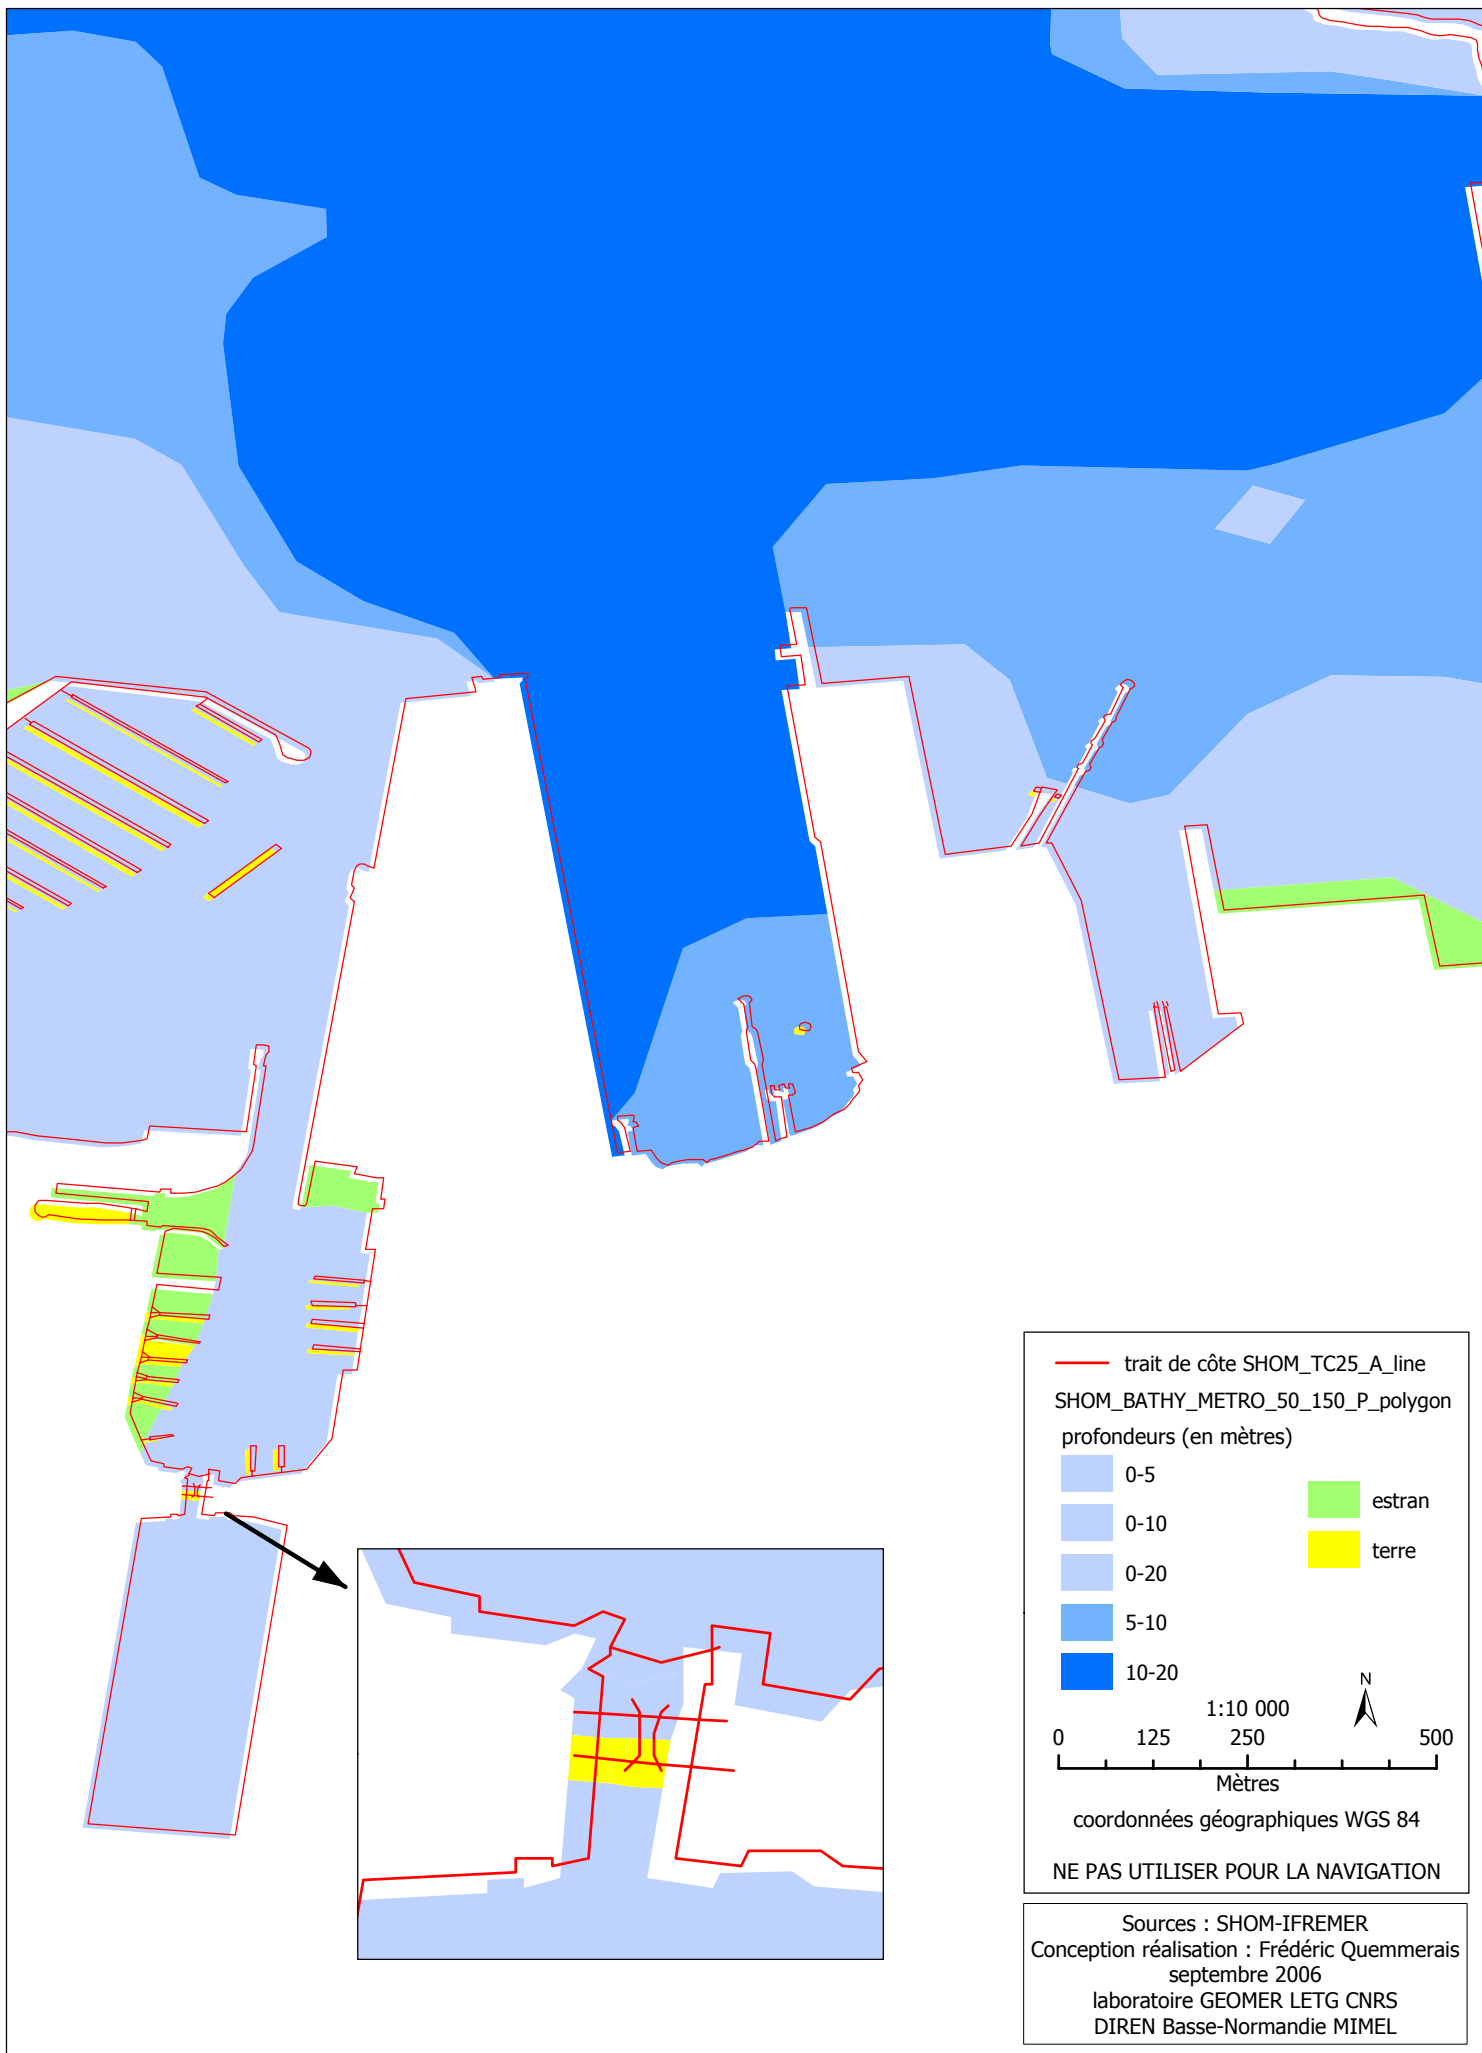 trait de côte SHOM_TC25_A_line
SHOM_BATHY_METRO_50_150_P_polygon
profondeurs (en mètres)
0-5
0-10
0-20
5-10
10-20
estran
terre
N
1:10 000
0 125 250 500
Mètres
coordonnées géographiques WGS 84
NE PAS UTILISER POUR LA NAVIGATION
Sources : SHOM-IFREMER
Conception réalisation : Frédéric Quemmerais
septembre 2006
laboratoire GEOMER LETG CNRS
DIREN Basse-Normandie MIMEL